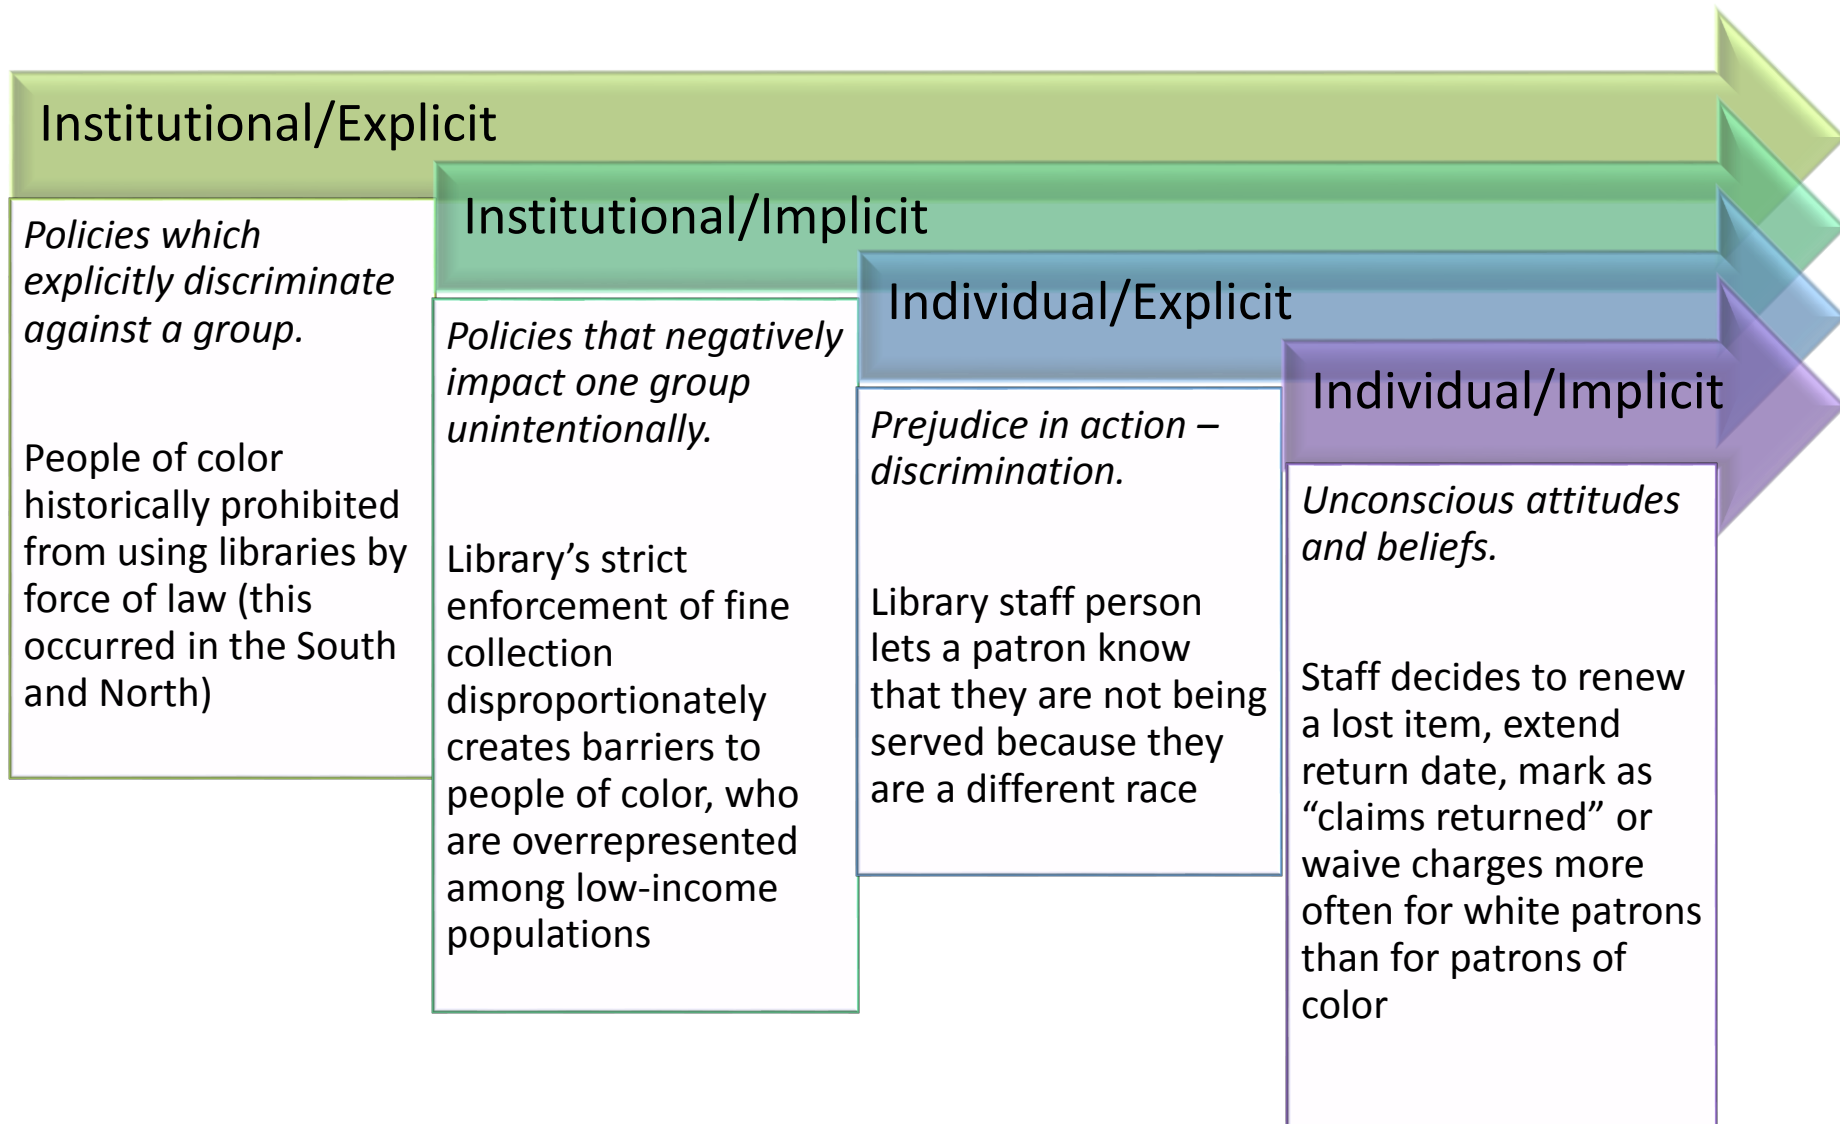 Institutional/Explicit
Policies which
explicitly discriminate
against a group.
People of color
historically prohibited
from using libraries by
force of law (this
occurred in the South
and North)
Institutional/Implicit
Policies that negatively
impact one group
unintentionally.
Library’s strict
enforcement of fine
collection
disproportionately
creates barriers to
people of color, who
are overrepresented
among low-income
populations
Individual/Explicit
Prejudice in action –
discrimination.
Library staff person
lets a patron know
that they are not being
served because they
are a different race
Individual/Implicit
Unconscious attitudes
and beliefs.
Staff decides to renew
a lost item, extend
return date, mark as
“claims returned” or
waive charges more
often for white patrons
than for patrons of
color